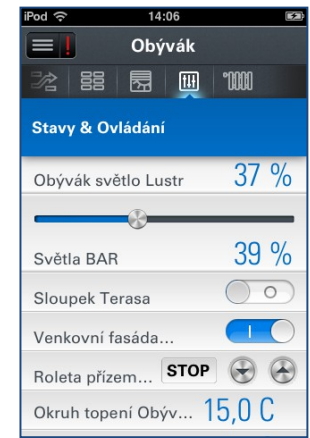 iPod 14:06
! Obývák
Stavy & Ovládání
Obývák světlo Lustr 37 %
Světla BAR 39 %
Sloupek Terasa
Venkovní fasáda...
Roleta přízem... STOP
Okruh topení Obýv... 15,0 C